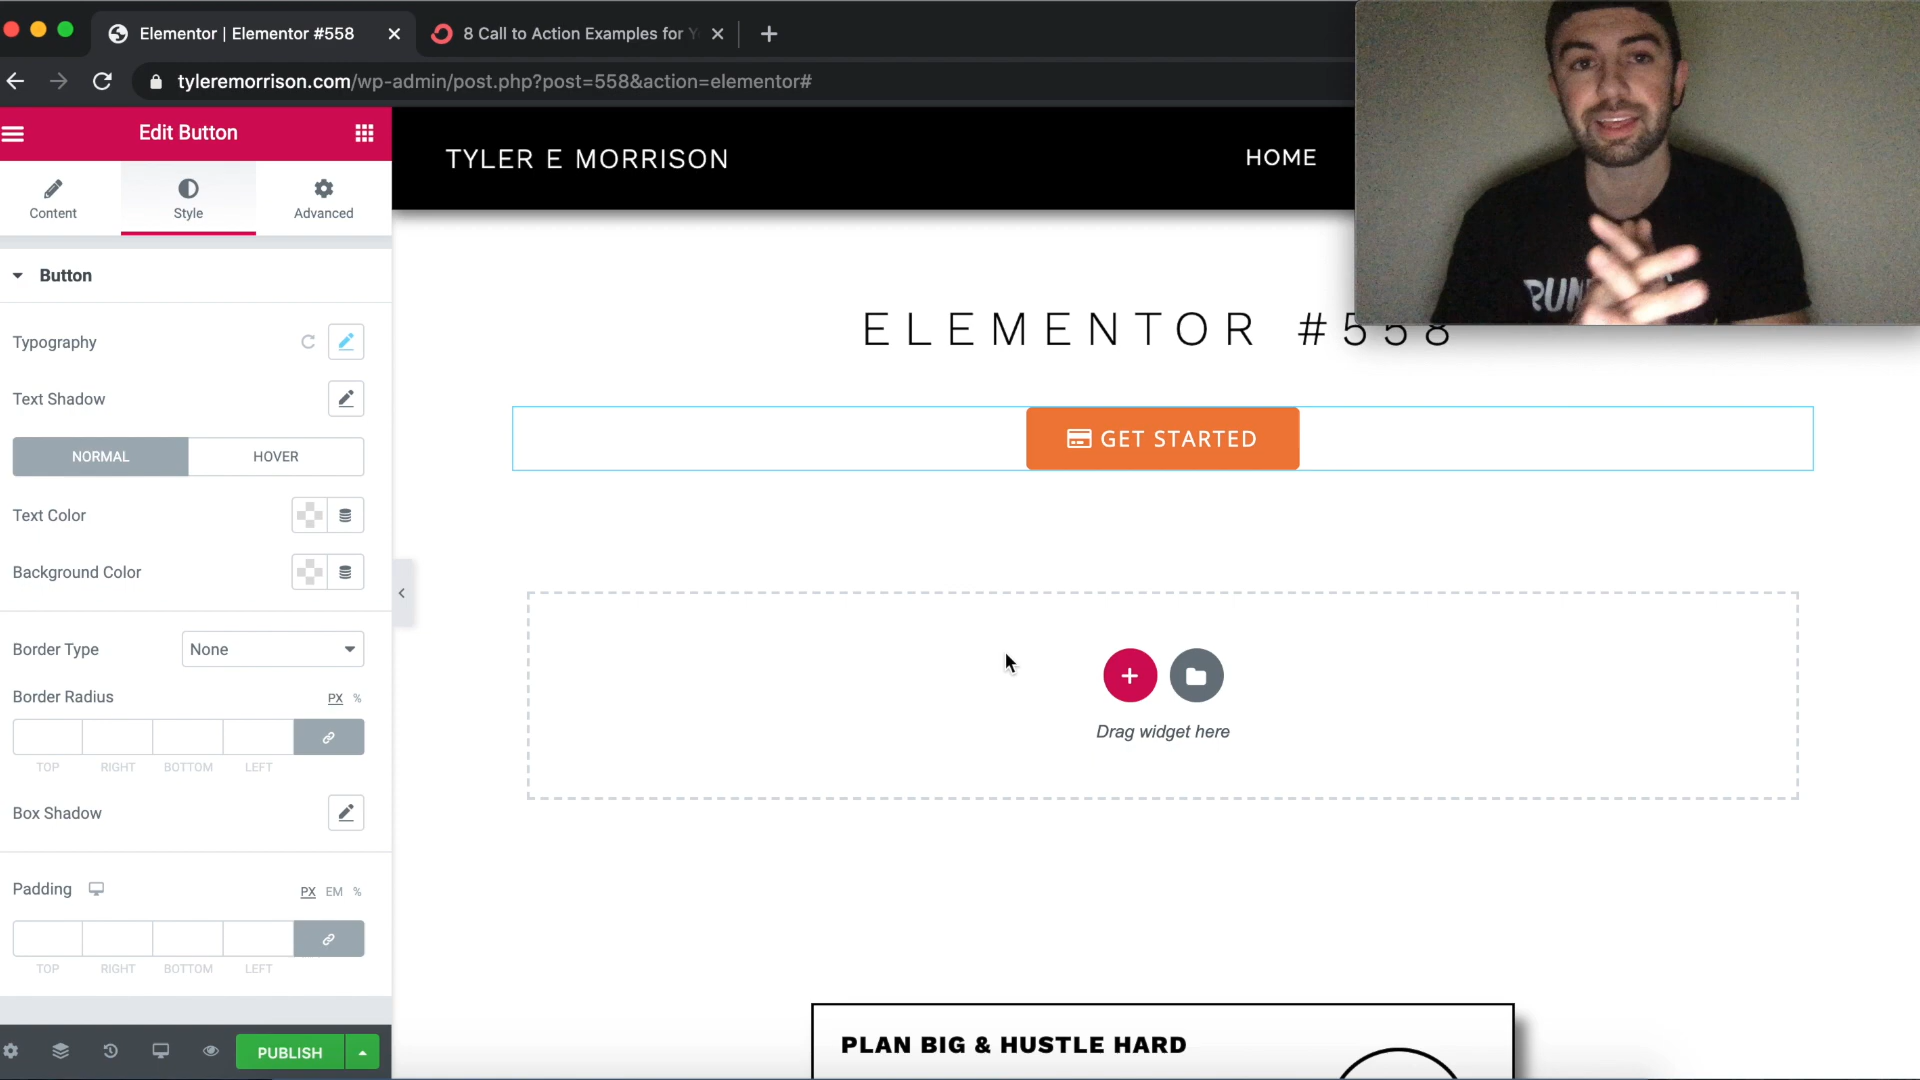 Elementor | Elementor #558
8 Call to Action Examples for Y
tyleremorrison.com/wp-admin/post.php?post=558&action=elementor#
Edit Button
Content
Style
Advanced
Button
Typography
Text Shadow
NORMAL
HOVER
Text Color
Background Color
Border Type
None
Border Radius
PX %
TOP RIGHT BOTTOM LEFT
Box Shadow
Padding
PX EM %
TOP RIGHT BOTTOM LEFT
PUBLISH
TYLER E MORRISON
HOME
ELEMENTOR #558
GET STARTED
Drag widget here
PLAN BIG & HUSTLE HARD